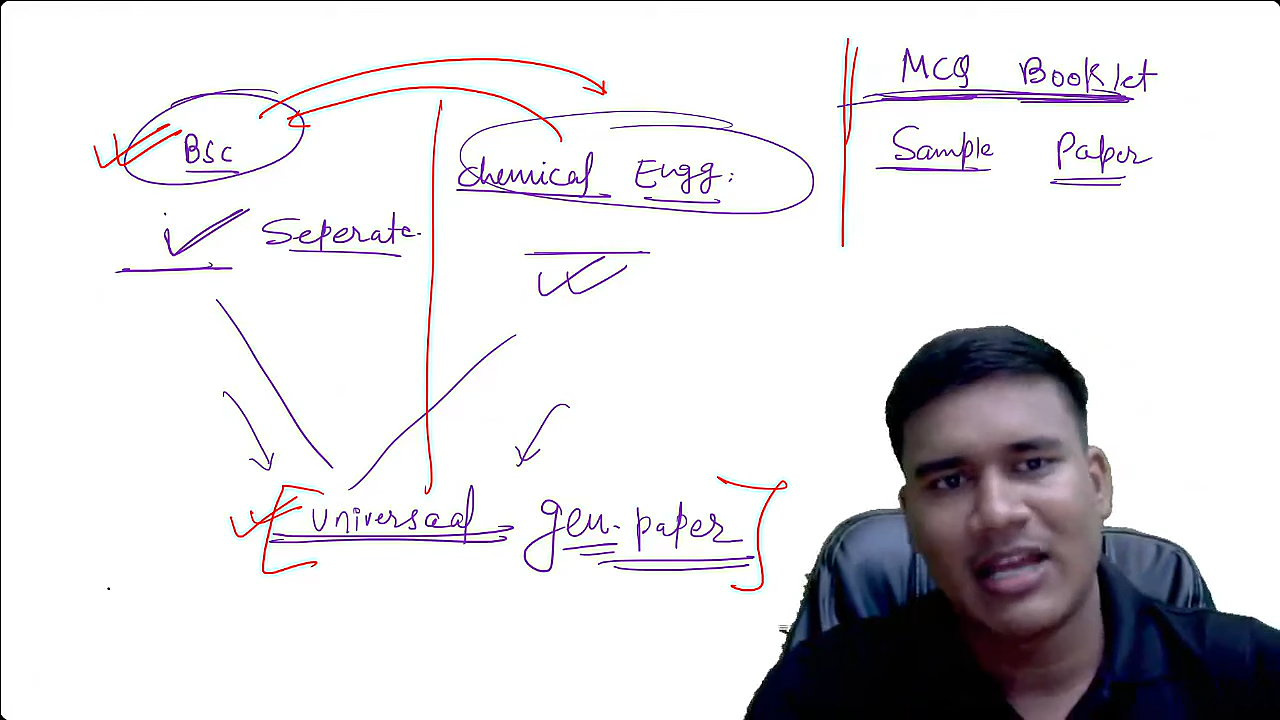 MCQ Booklet
Sample Paper
Bsc
chemical Engg:
Seperate
Universaal gen. paper